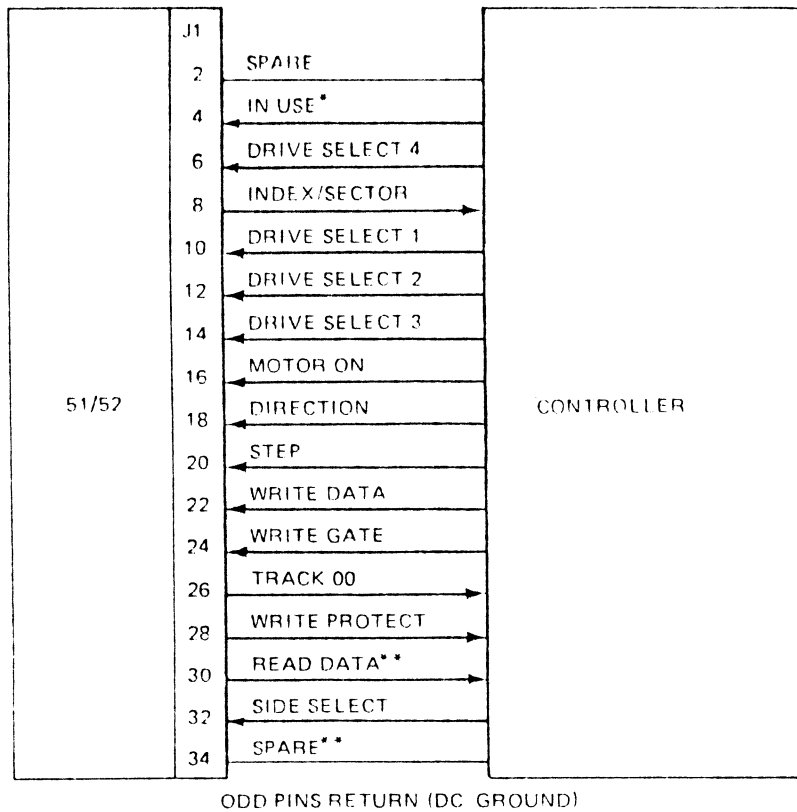 J1
2 SPARE
4 IN USE*
6 DRIVE SELECT 4
8 INDEX/SECTOR
10 DRIVE SELECT 1
12 DRIVE SELECT 2
14 DRIVE SELECT 3
16 MOTOR ON
51/52
18 DIRECTION
CONTROLLER
20 STEP
22 WRITE DATA
24 WRITE GATE
26 TRACK 00
28 WRITE PROTECT
30 READ DATA**
32 SIDE SELECT
34 SPARE**
ODD PINS RETURN (DC GROUND)